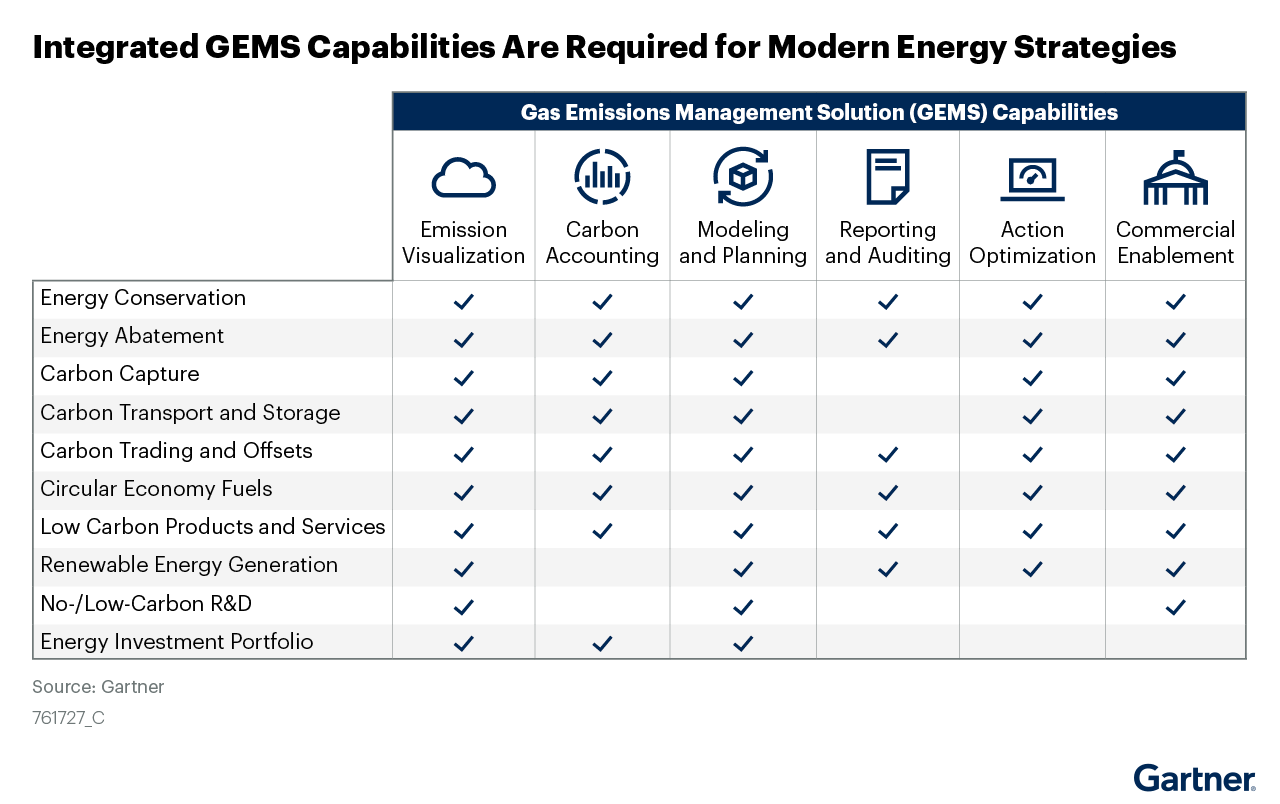 Integrated GEMS Capabilities Are Required for Modern Energy Strategies
Gas Emissions Management Solution (GEMS) Capabilities
Emission
Visualization
Carbon
Accounting
Modeling
and Planning
Reporting
and Auditing
Action
Optimization
Commercial
Enablement
Energy Conservation
Energy Abatement
Carbon Capture
Carbon Transport and Storage
Carbon Trading and Offsets
Circular Economy Fuels
Low Carbon Products and Services
Renewable Energy Generation
No-/Low-Carbon R&D
Energy Investment Portfolio
Source: Gartner
761727_C
Gartner®